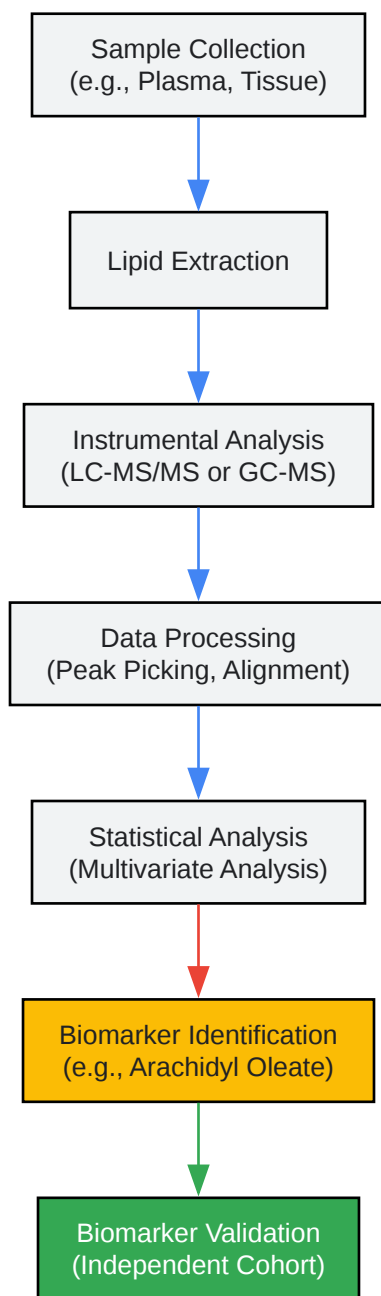 Sample Collection
(e.g., Plasma, Tissue)
Lipid Extraction
Instrumental Analysis
(LC-MS/MS or GC-MS)
Data Processing
(Peak Picking, Alignment)
Statistical Analysis
(Multivariate Analysis)
Biomarker Identification
(e.g., Arachidyl Oleate)
Biomarker Validation
(Independent Cohort)